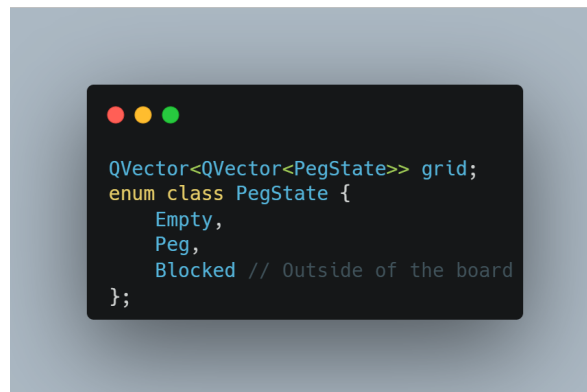 QVector<QVector<PegState>> grid;
enum class PegState {
    Empty,
    Peg,
    Blocked // Outside of the board
};